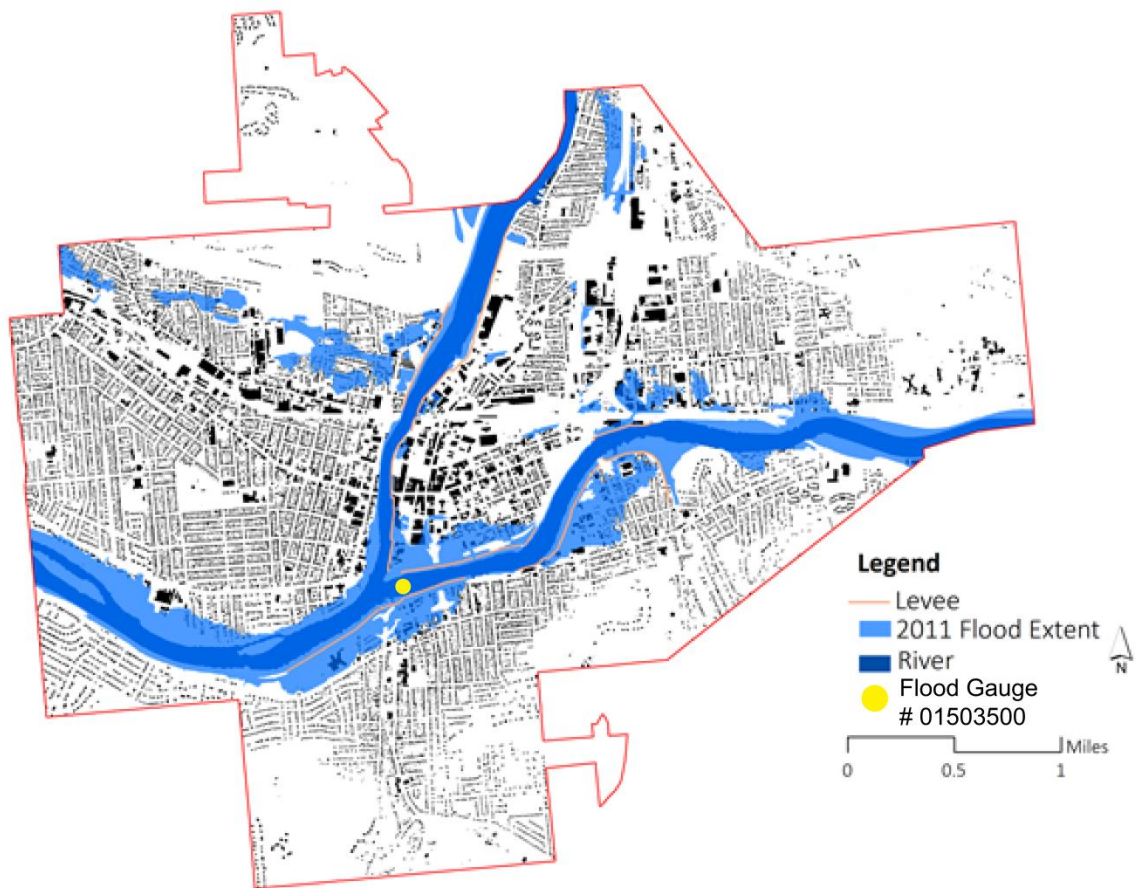 Legend
Levee
2011 Flood Extent
River
Flood Gauge
# 01503500
N
Miles
0 0.5 1